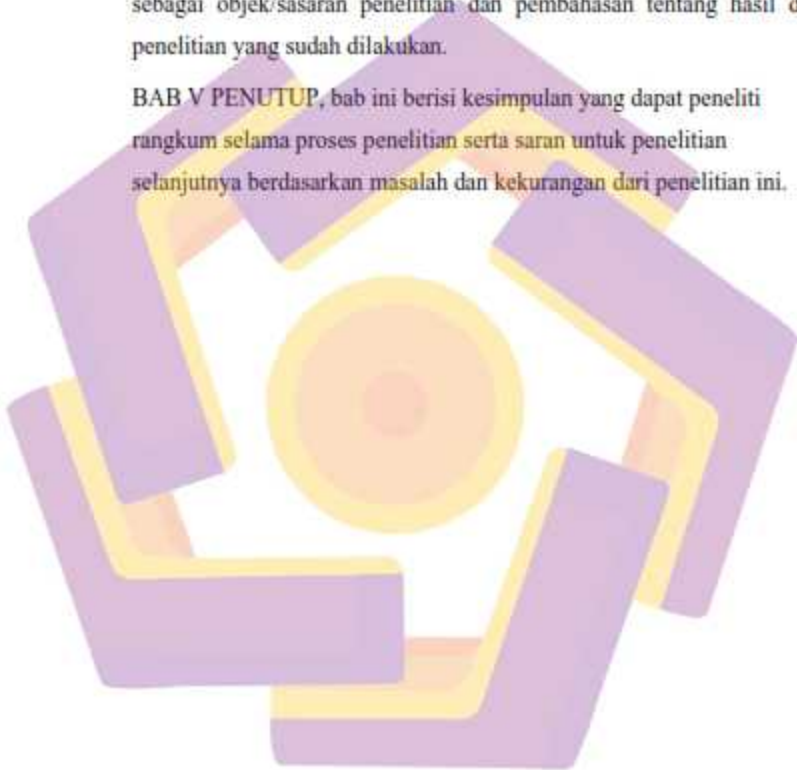 sebagai objek/sasaran penelitian dan pembahasan tentang hasil
penelitian yang sudah dilakukan.
BAB V PENUTUP, bab ini berisi kesimpulan yang dapat peneliti
rangkum selama proses penelitian serta saran untuk penelitian
selanjutnya berdasarkan masalah dan kekurangan dari penelitian ini.